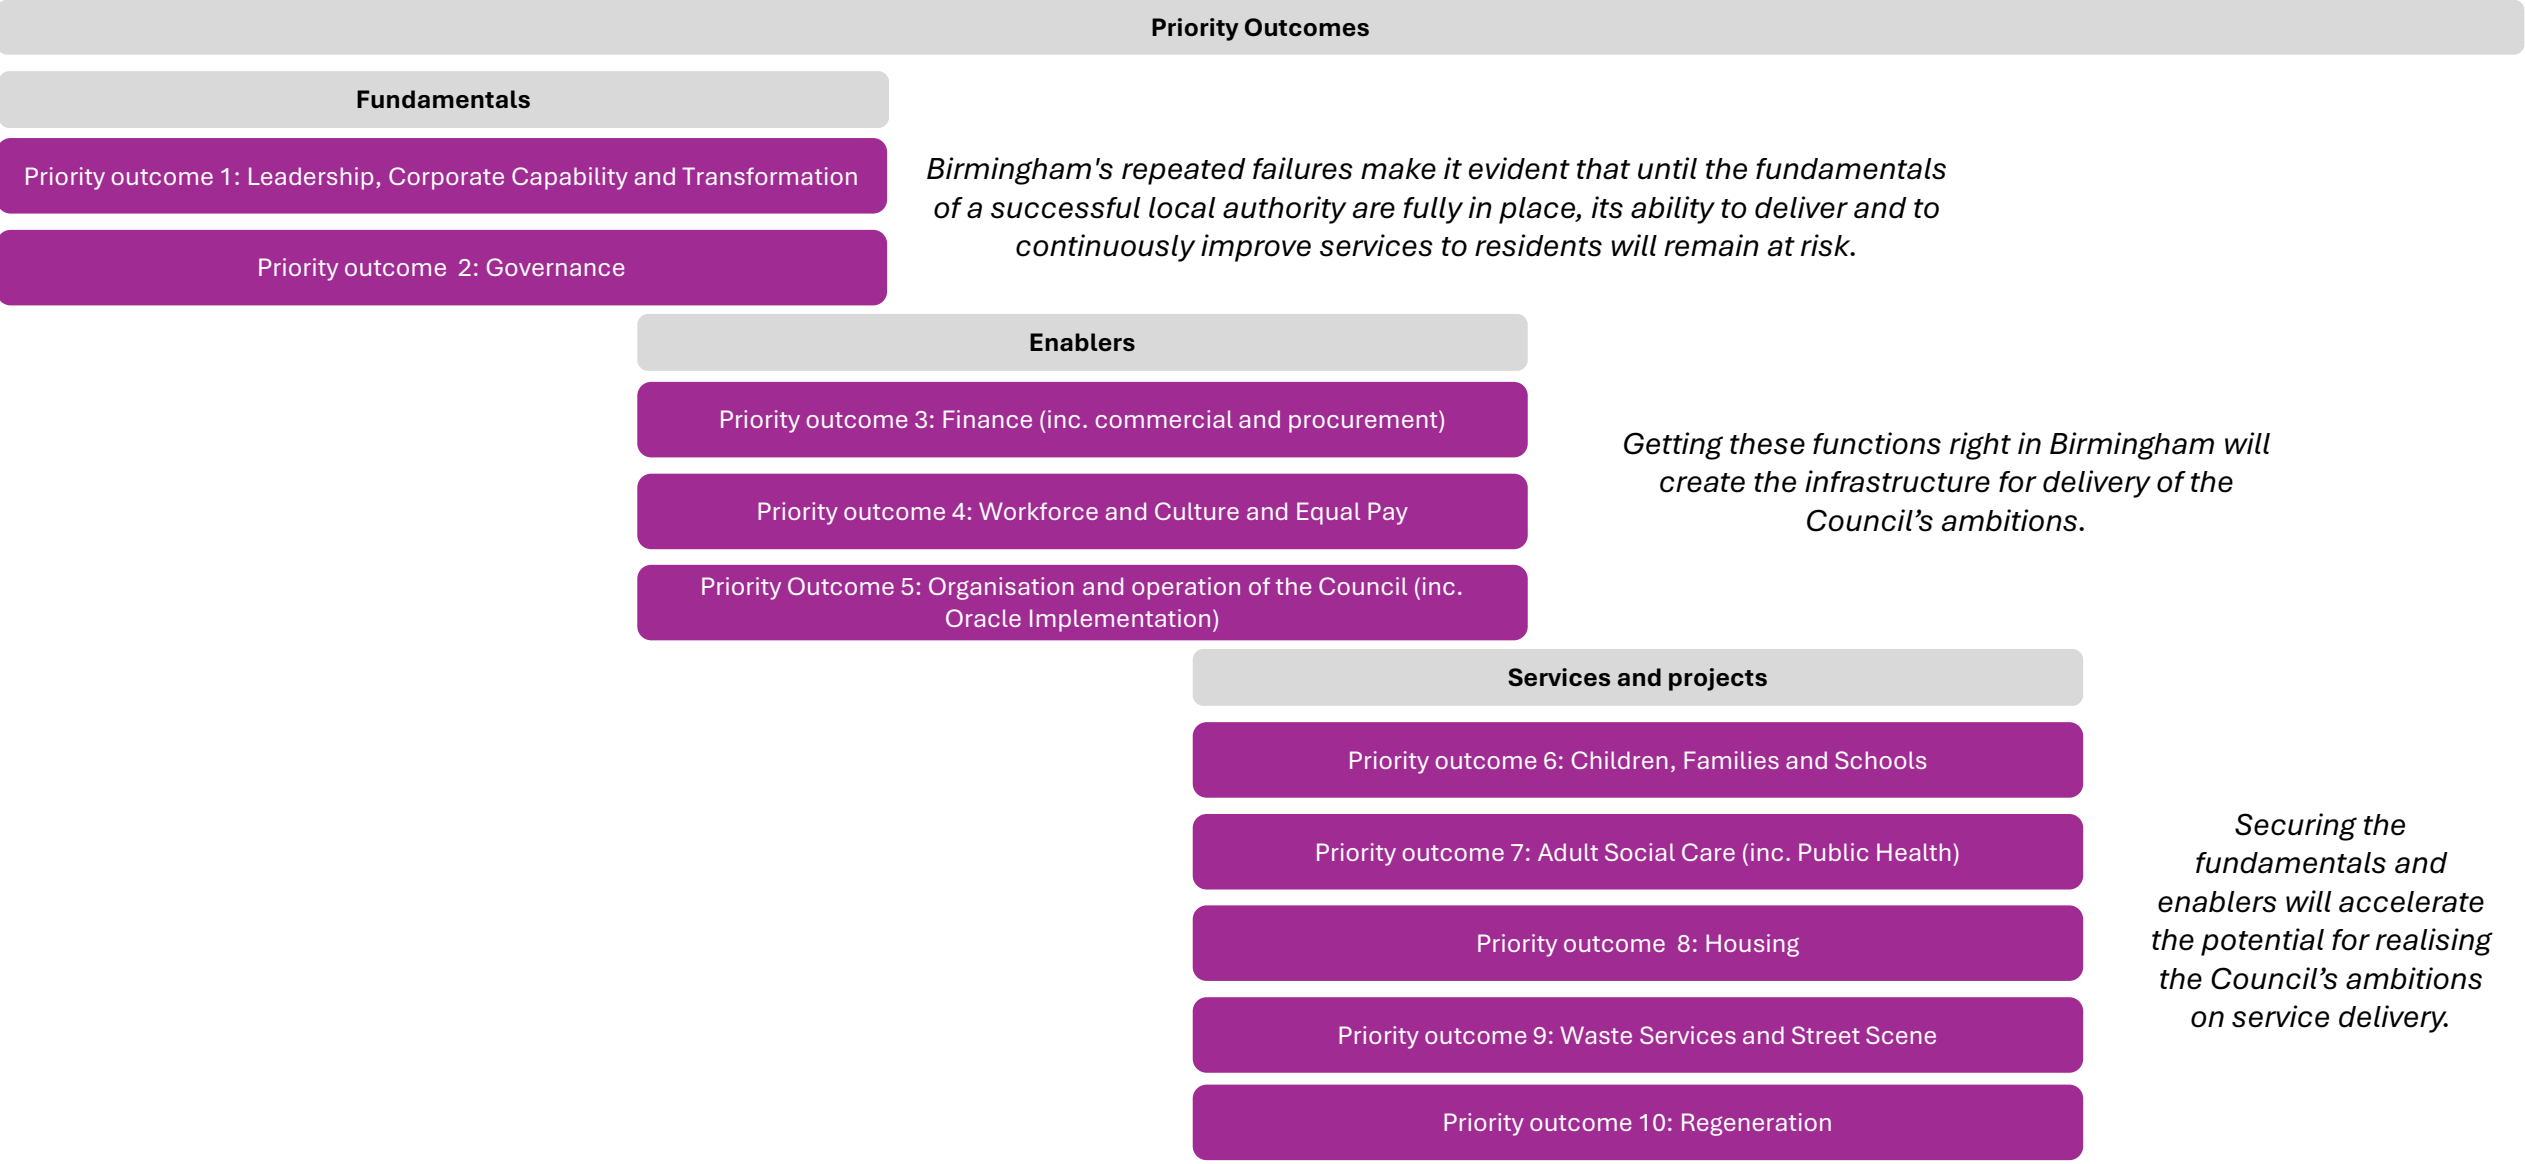 Priority Outcomes
Fundamentals
Priority outcome 1: Leadership, Corporate Capability and Transformation
Priority outcome  2: Governance
Birmingham's repeated failures make it evident that until the fundamentals
of a successful local authority are fully in place, its ability to deliver and to
continuously improve services to residents will remain at risk.
Enablers
Priority outcome 3: Finance (inc. commercial and procurement)
Priority outcome 4: Workforce and Culture and Equal Pay
Priority Outcome 5: Organisation and operation of the Council (inc.
Oracle Implementation)
Getting these functions right in Birmingham will
create the infrastructure for delivery of the
Council’s ambitions.
Services and projects
Priority outcome 6: Children, Families and Schools
Priority outcome 7: Adult Social Care (inc. Public Health)
Priority outcome  8: Housing
Priority outcome 9: Waste Services and Street Scene
Priority outcome 10: Regeneration
Securing the
fundamentals and
enablers will accelerate
the potential for realising
the Council’s ambitions
on service delivery.